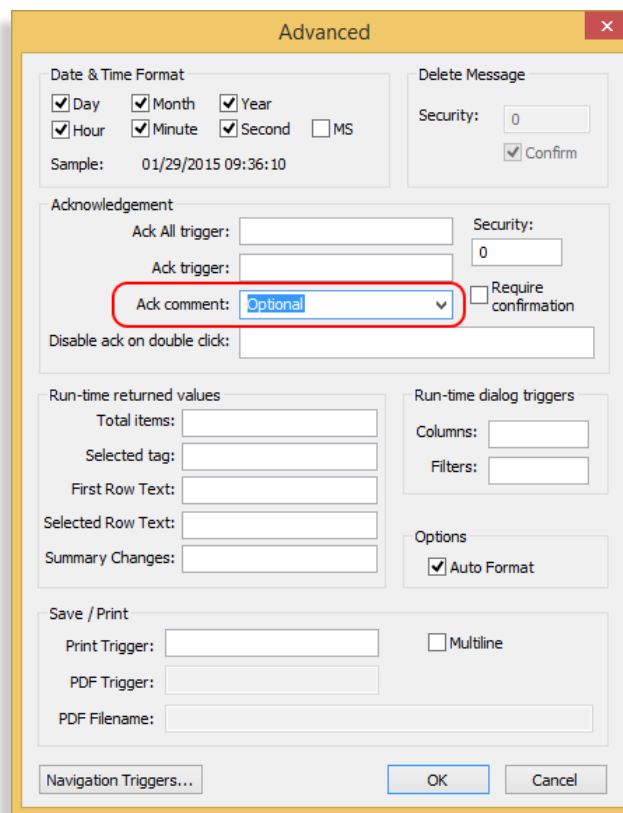 Advanced
Date & Time Format
Day Month Year
Hour Minute Second MS
Sample: 01/29/2015 09:36:10
Delete Message
Security: 0
Confirm
Acknowledgement
Ack All trigger:
Ack trigger:
Ack comment: Optional
Disable ack on double click:
Security:
0
Require
confirmation
Run-time returned values
Total items:
Selected tag:
First Row Text:
Selected Row Text:
Summary Changes:
Run-time dialog triggers
Columns:
Filters:
Options
Auto Format
Save / Print
Print Trigger:
Multiline
PDF Trigger:
PDF Filename:
Navigation Triggers... OK Cancel